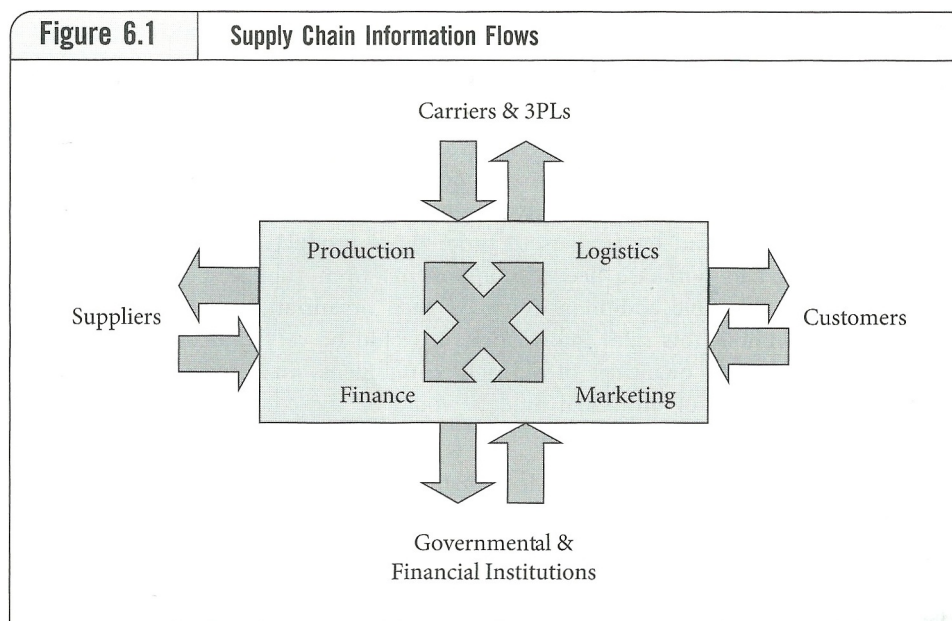 Figure 6.1
Supply Chain Information Flows
Carriers & 3PLs
Production
Logistics
Suppliers
Customers
Finance
Marketing
Governmental &
Financial Institutions